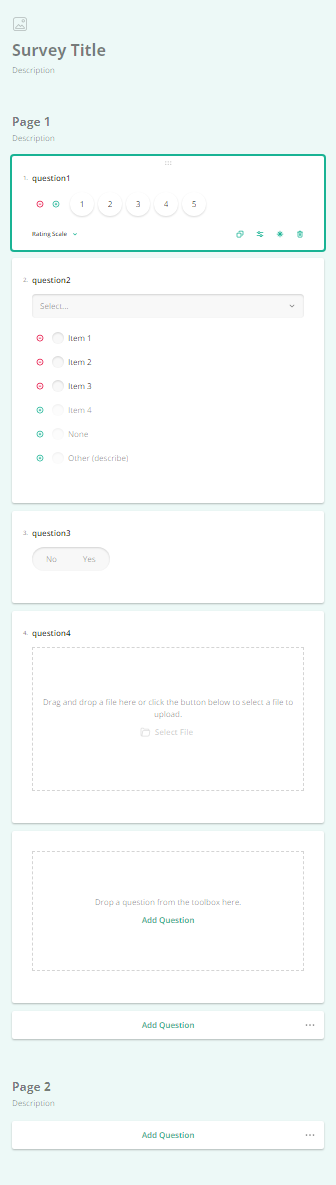 Survey Title
Description
Page 1
Description
1. question1
1 2 3 4 5
Rating Scale
2. question2
Select...
Item 1
Item 2
Item 3
Item 4
None
Other (describe)
3. question3
No Yes
4. question4
Drag and drop a file here or click the button below to select a file to
upload.
Select File
Drop a question from the toolbox here.
Add Question
Add Question
Page 2
Description
Add Question